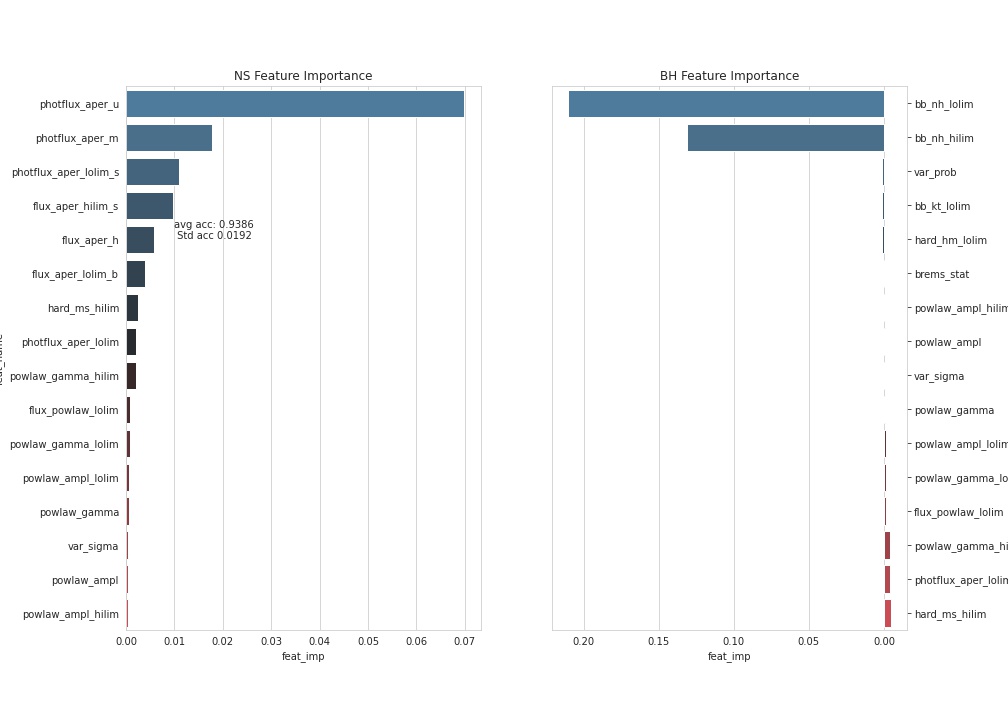 NS Feature Importance
BH Feature Importance
photflux_aper_u
photflux_aper_m
photflux_aper_lolim_s
flux_aper_hilim_s
flux_aper_h
flux_aper_lolim_b
hard_ms_hilim
photflux_aper_lolim
powlaw_gamma_hilim
flux_powlaw_lolim
powlaw_gamma_lolim
powlaw_ampl_lolim
powlaw_gamma
var_sigma
powlaw_ampl
powlaw_ampl_hilim
avg acc: 0.9386
Std acc 0.0192
0.00 0.01 0.02 0.03 0.04 0.05 0.06 0.07
feat_imp
bb_nh_lolim
bb_nh_hilim
var_prob
bb_kt_lolim
hard_hm_lolim
brems_stat
powlaw_ampl_hilim
powlaw_ampl
var_sigma
powlaw_gamma
powlaw_ampl_lolim
powlaw_gamma_lo
flux_powlaw_lolim
powlaw_gamma_hi
photflux_aper_lolim
hard_ms_hilim
0.20 0.15 0.10 0.05 0.00
feat_imp